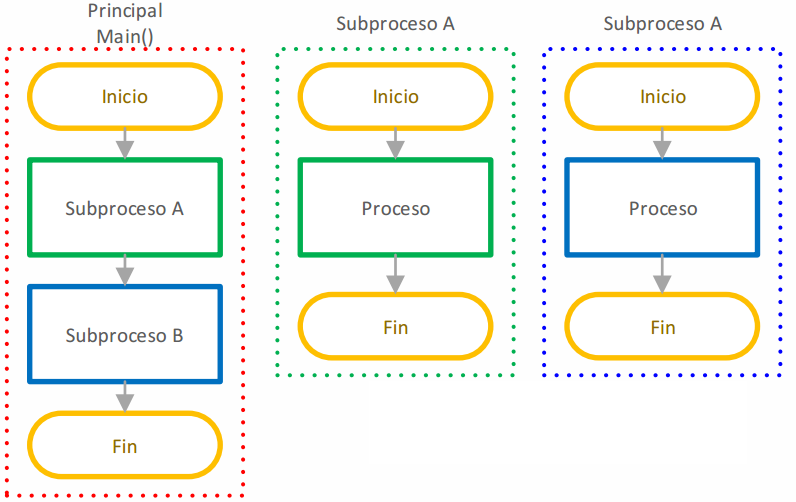 Principal
Main()
Inicio
Subproceso A
Subproceso B
Fin
Subproceso A
Inicio
Proceso
Fin
Subproceso A
Inicio
Proceso
Fin